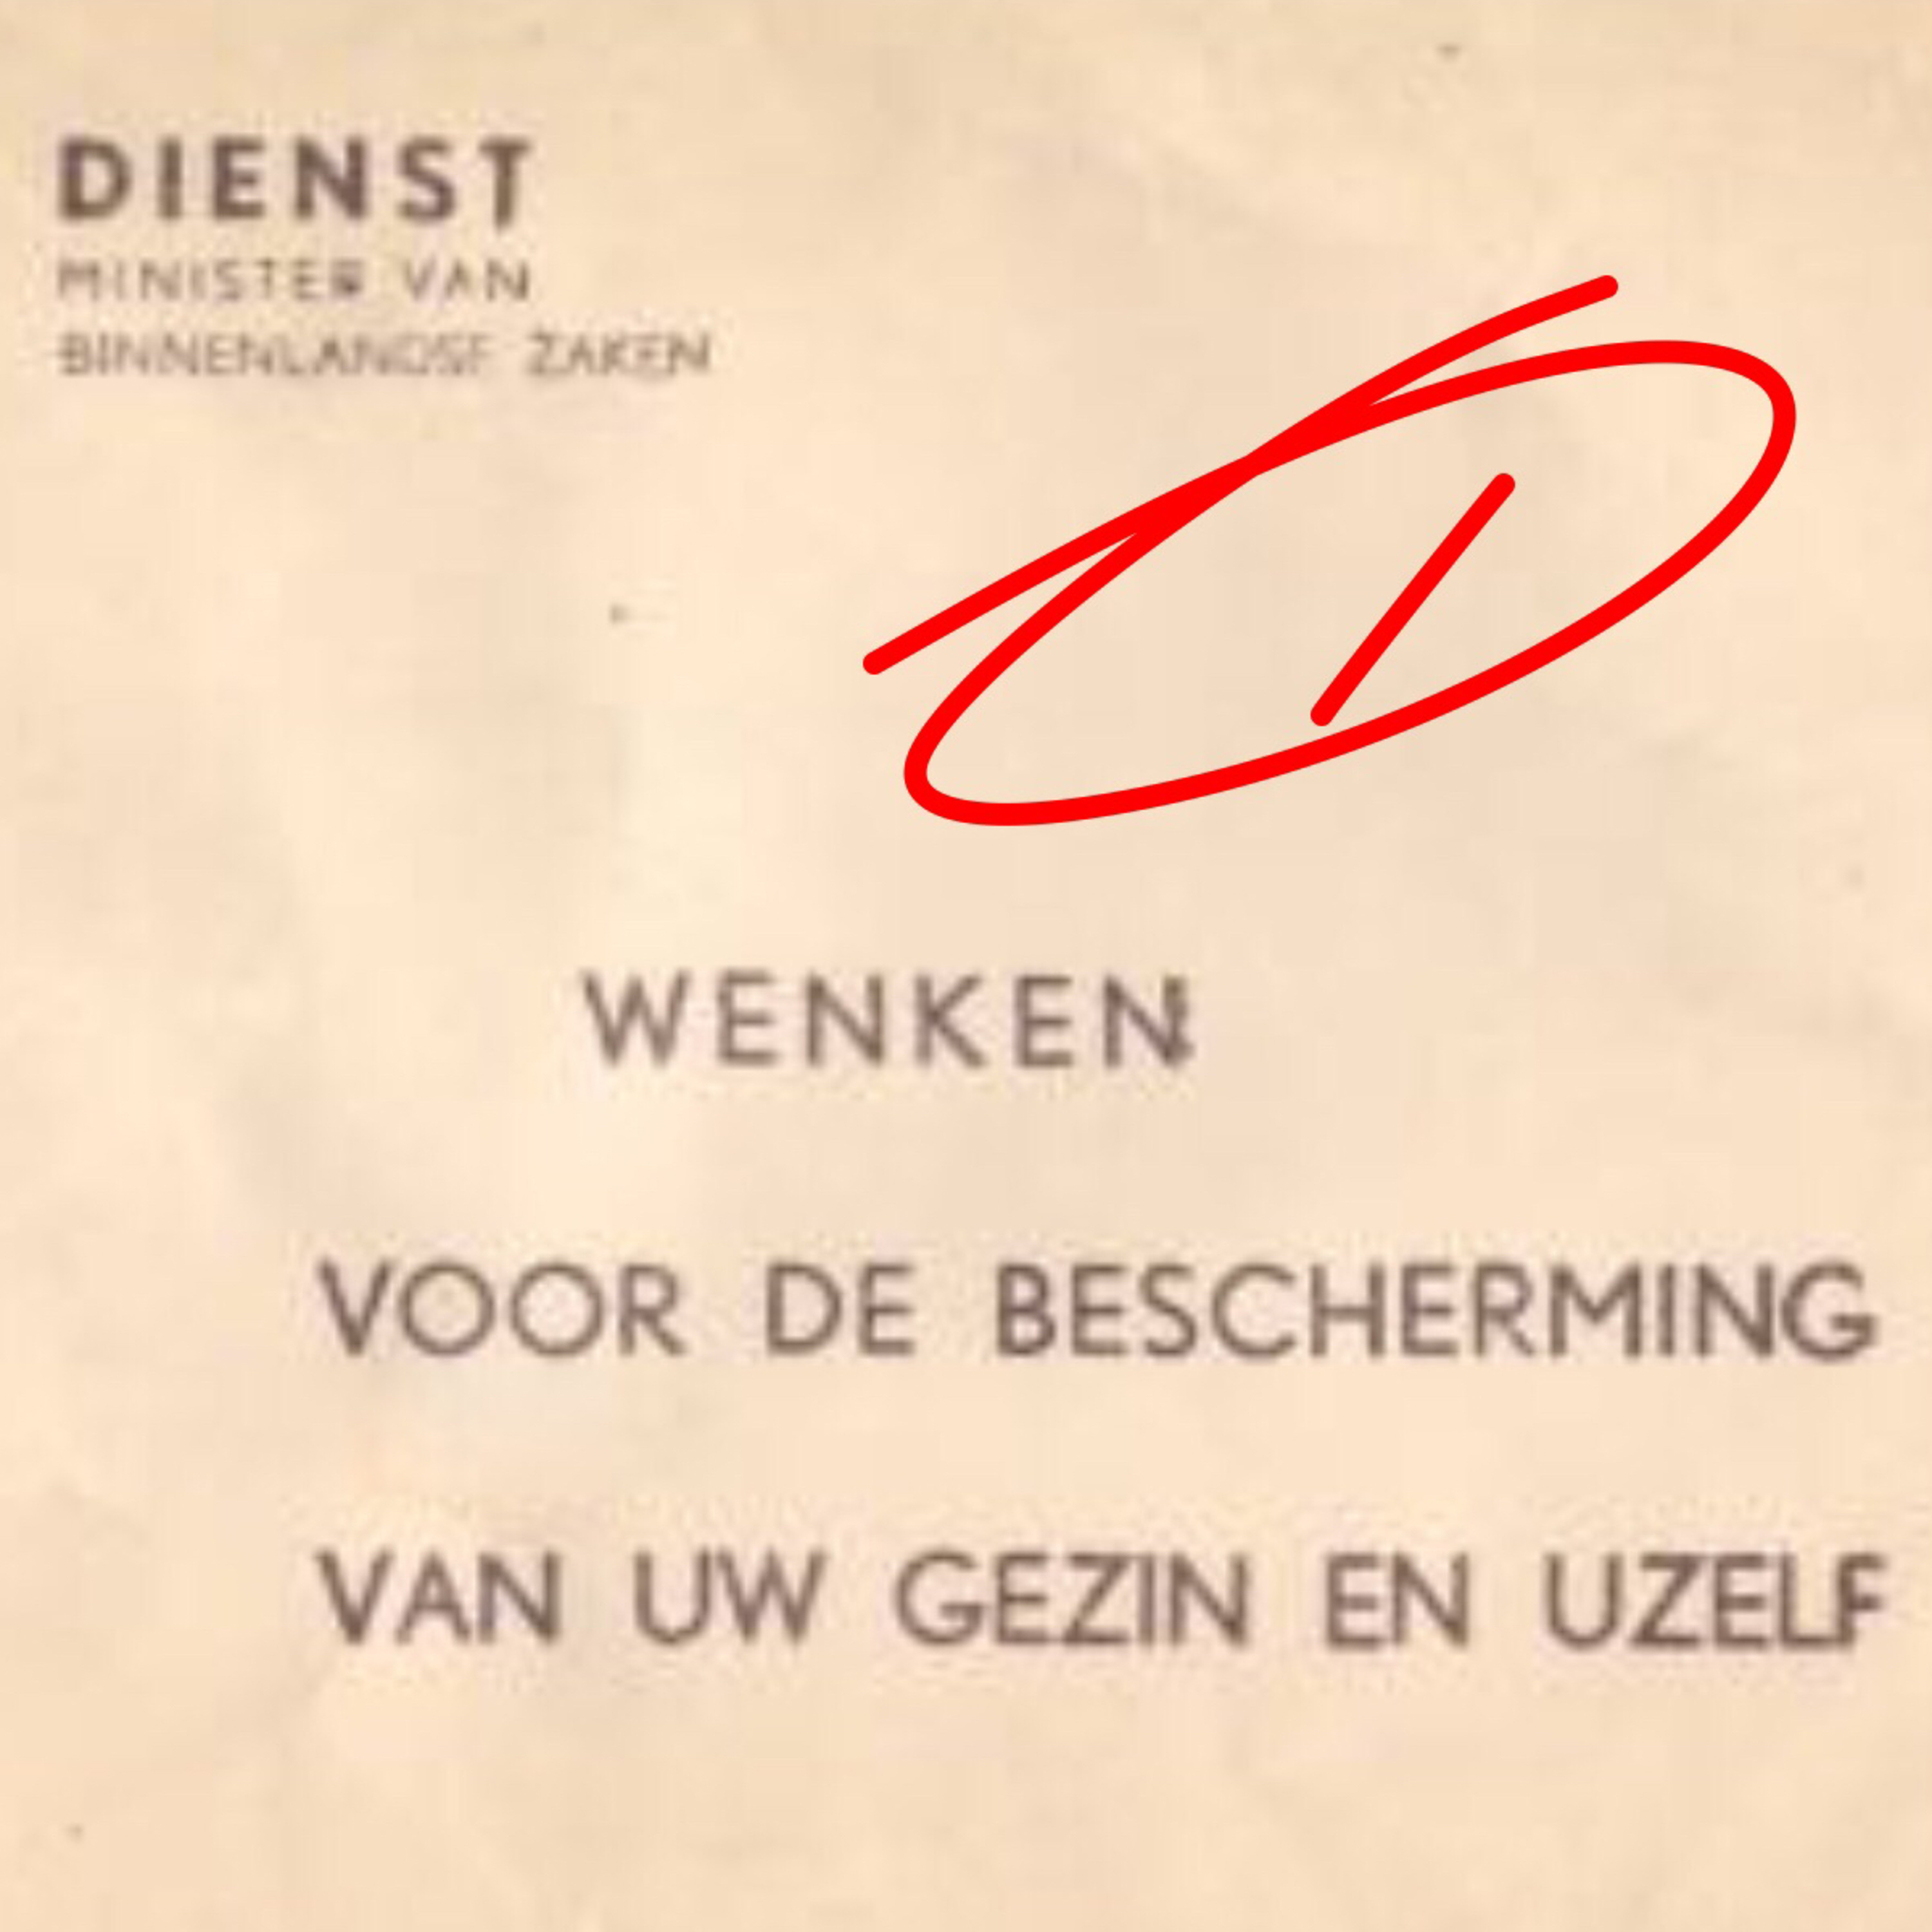 DIENST
MINISTER VAN
BINNENLANDSE ZAKEN
WENKEN
VOOR DE BESCHERMING
VAN UW GEZIN EN UZELF